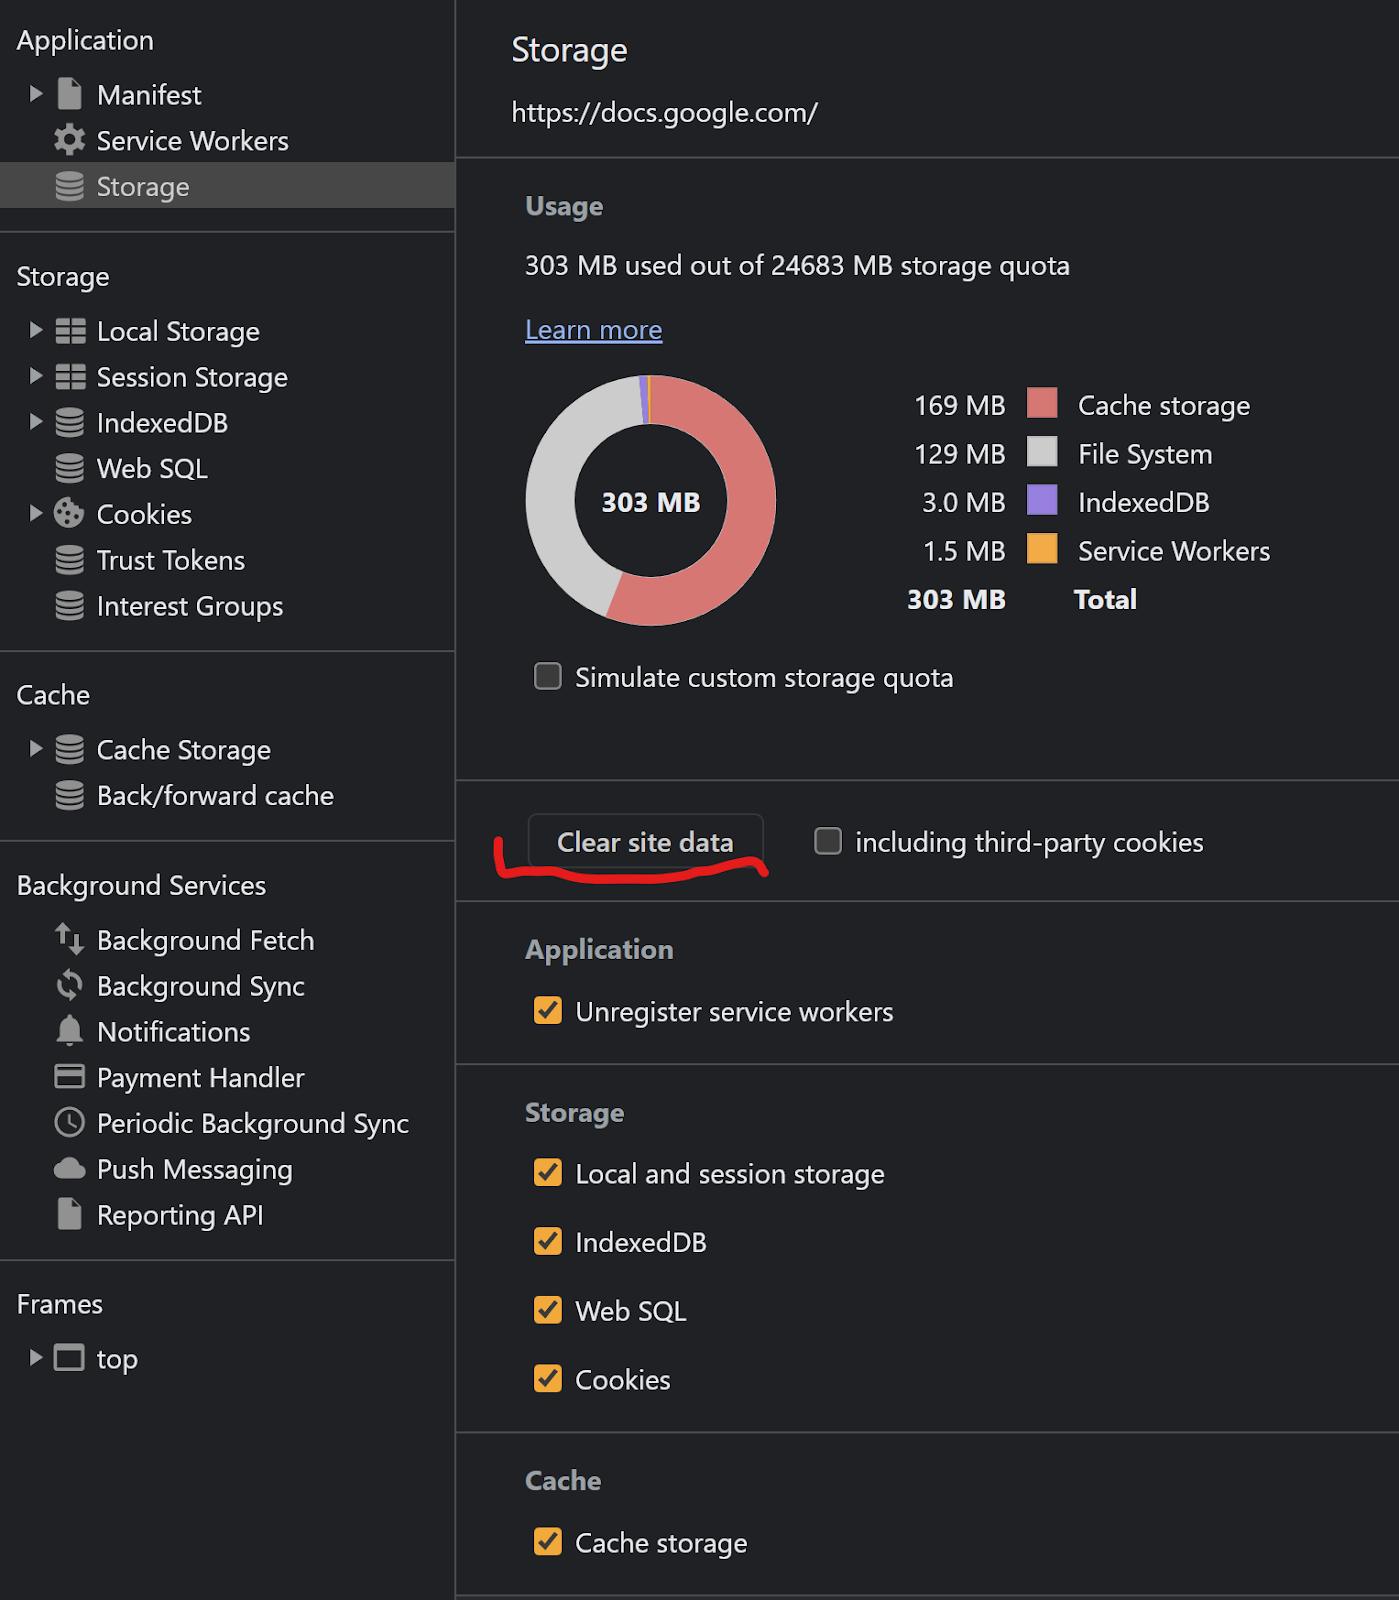 Application
Manifest
Service Workers
Storage
Storage
Local Storage
Session Storage
IndexedDB
Web SQL
Cookies
Trust Tokens
Interest Groups
Cache
Cache Storage
Back/forward cache
Background Services
Background Fetch
Background Sync
Notifications
Payment Handler
Periodic Background Sync
Push Messaging
Reporting API
Frames
top
Storage
https://docs.google.com/
Usage
303 MB used out of 24683 MB storage quota
Learn more
303 MB
169 MB Cache storage
129 MB File System
3.0 MB IndexedDB
1.5 MB Service Workers
303 MB Total
Simulate custom storage quota
Clear site data including third-party cookies
Application
Unregister service workers
Storage
Local and session storage
IndexedDB
Web SQL
Cookies
Cache
Cache storage